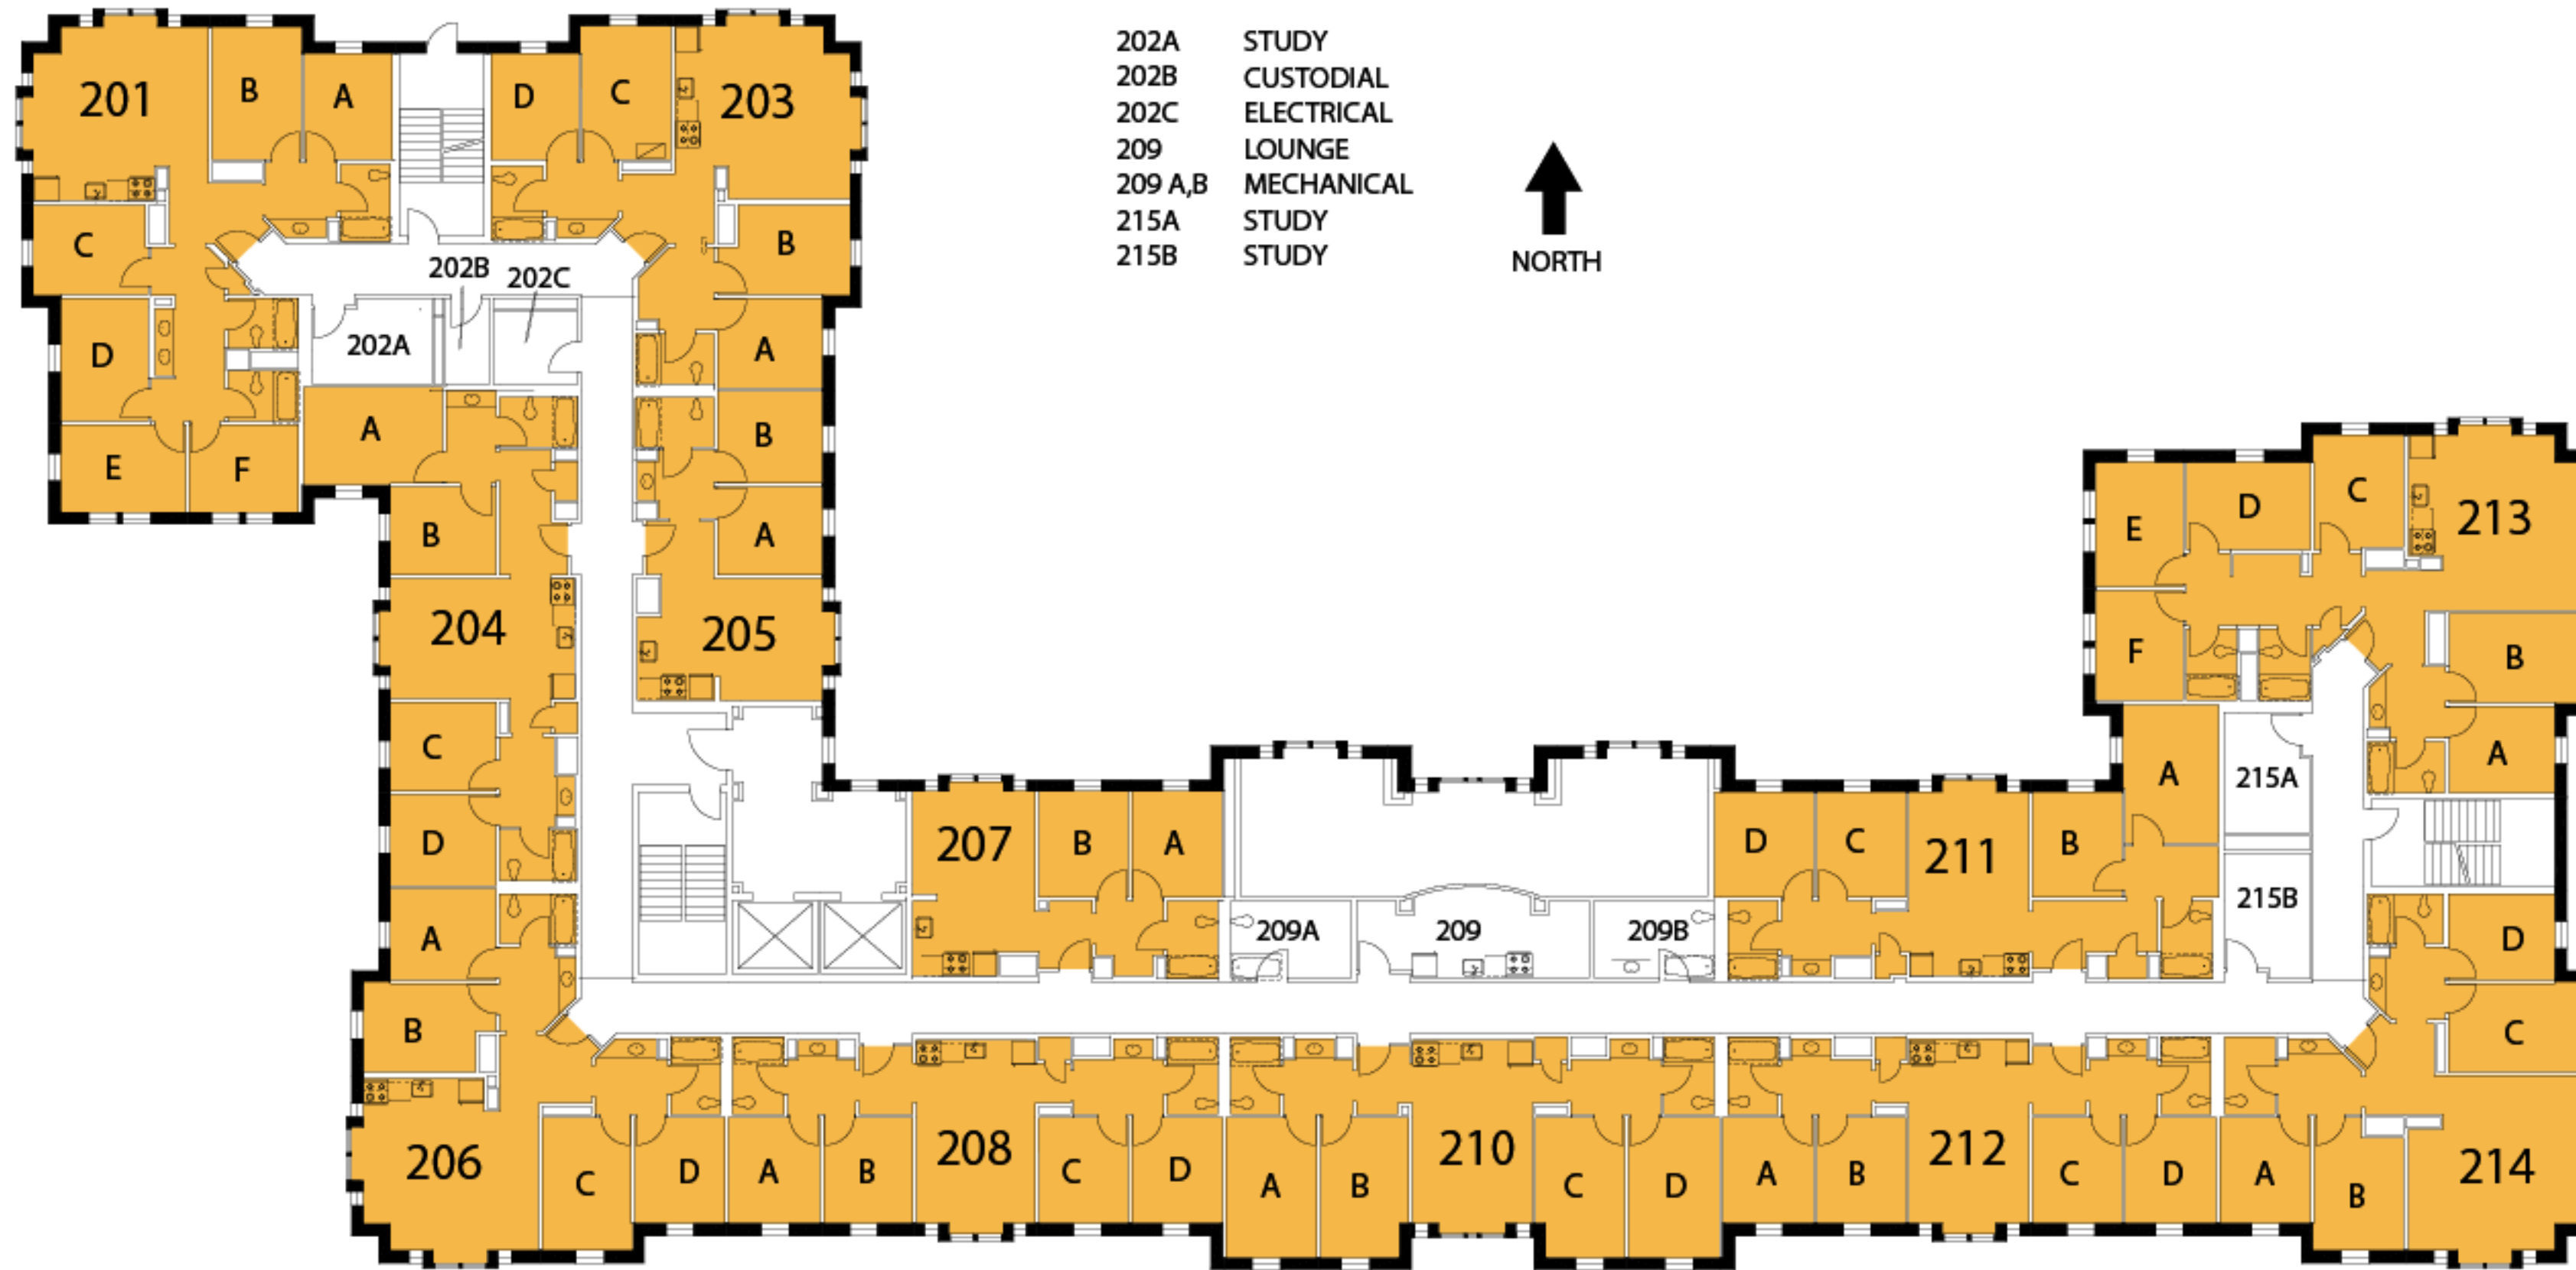 202A STUDY
202B CUSTODIAL
202C ELECTRICAL
209 LOUNGE
209 A,B MECHANICAL
215A STUDY
215B STUDY
NORTH
201 B A D C 203
C B
202B 202C
D 202A A
A B
E F
B A
204 205
C
D
A
B
206 C D
207 B A
209A 209 209B
D C 211 B
A B 208 C D
A B 210 C D
A B 212 C D
E D C 213
F B
A A
215A
215B
D
C
A B 214